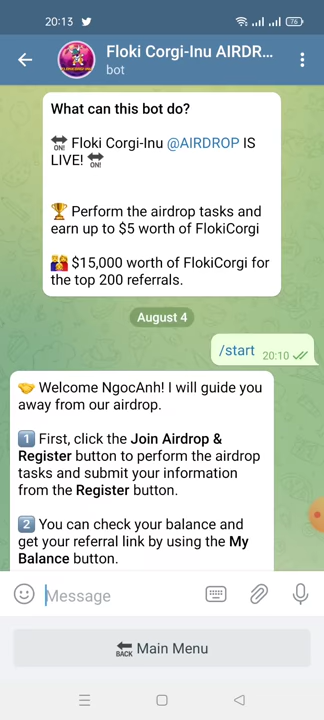 20:13
76
Floki Corgi-Inu AIRDR...
bot
What can this bot do?
🔛 Floki Corgi-Inu @AIRDROP IS
LIVE! 🔛
🏆 Perform the airdrop tasks and
earn up to $5 worth of FlokiCorgi
👫 $15,000 worth of FlokiCorgi for
the top 200 referrals.
August 4
/start 20:10
🤝 Welcome NgocAnh! I will guide you
away from our airdrop.
1️⃣ First, click the Join Airdrop &
Register button to perform the airdrop
tasks and submit your information
from the Register button.
2️⃣ You can check your balance and
get your referral link by using the My
Balance button.
Message
🔙 Main Menu